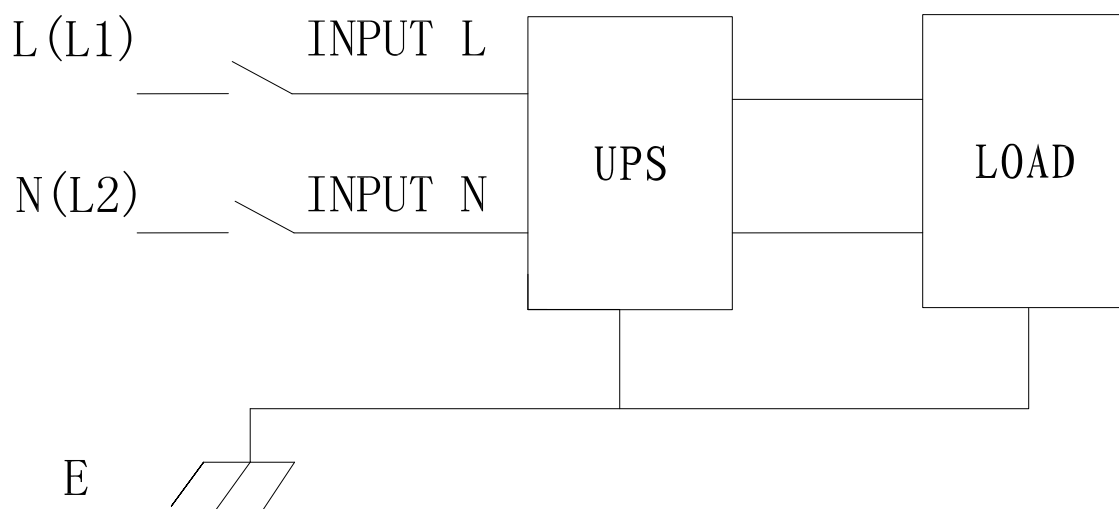 L(L1)
INPUT L
UPS
LOAD
N(L2)
INPUT N
E